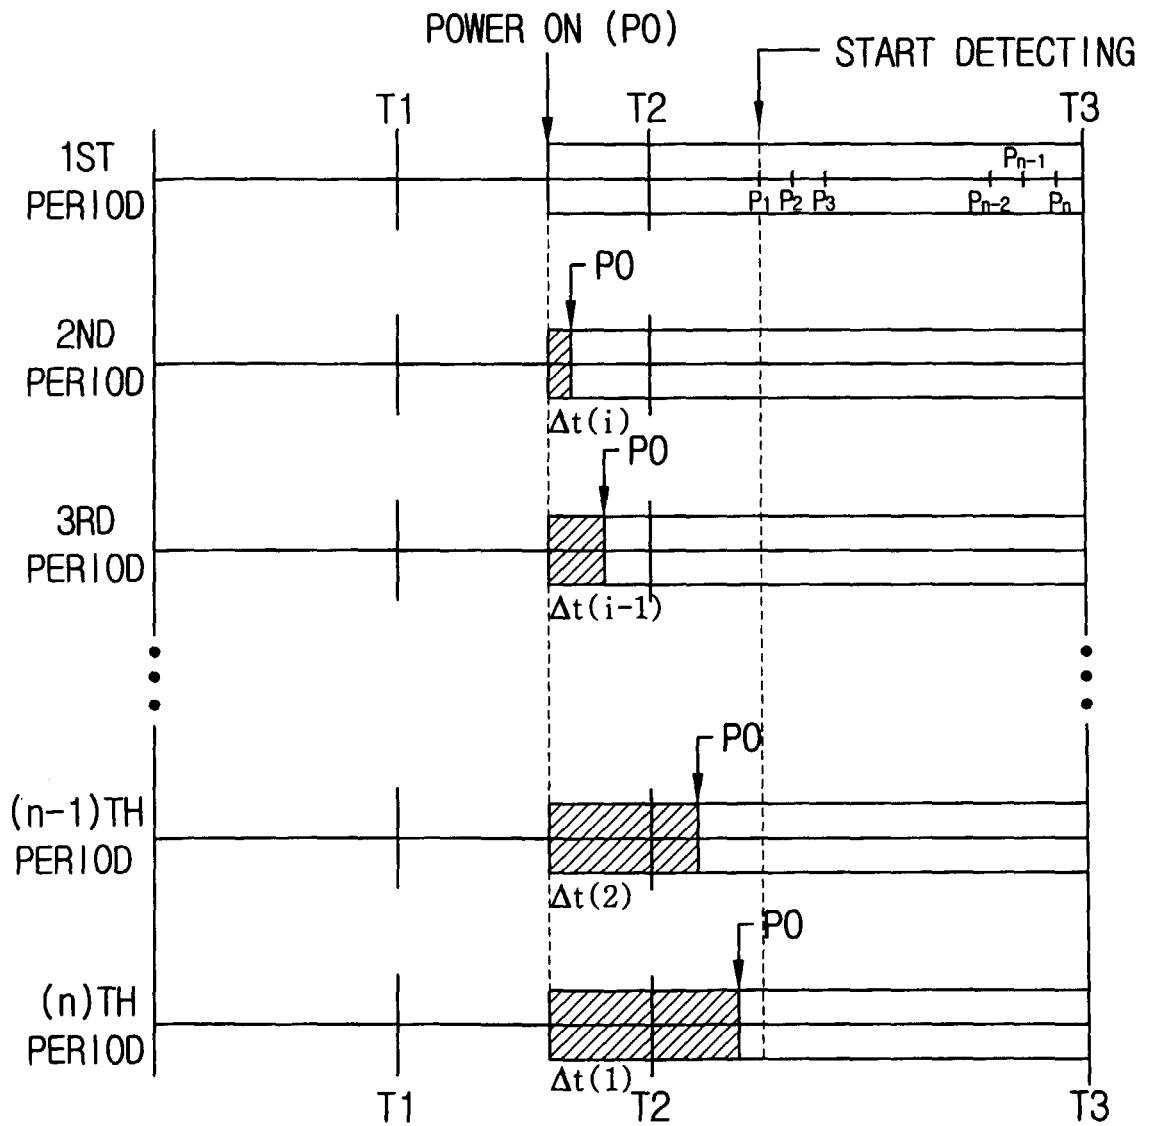 POWER ON (PO)
START DETECTING
T1 T2 T3
1ST
PERIOD
Pn-1
P1 P2 P3 Pn-2 Pn
PO
2ND
PERIOD
Δt(i)
PO
3RD
PERIOD
Δt(i-1)
PO
(n-1)TH
PERIOD
Δt(2)
PO
(n)TH
PERIOD
Δt(1)
T1 T2 T3